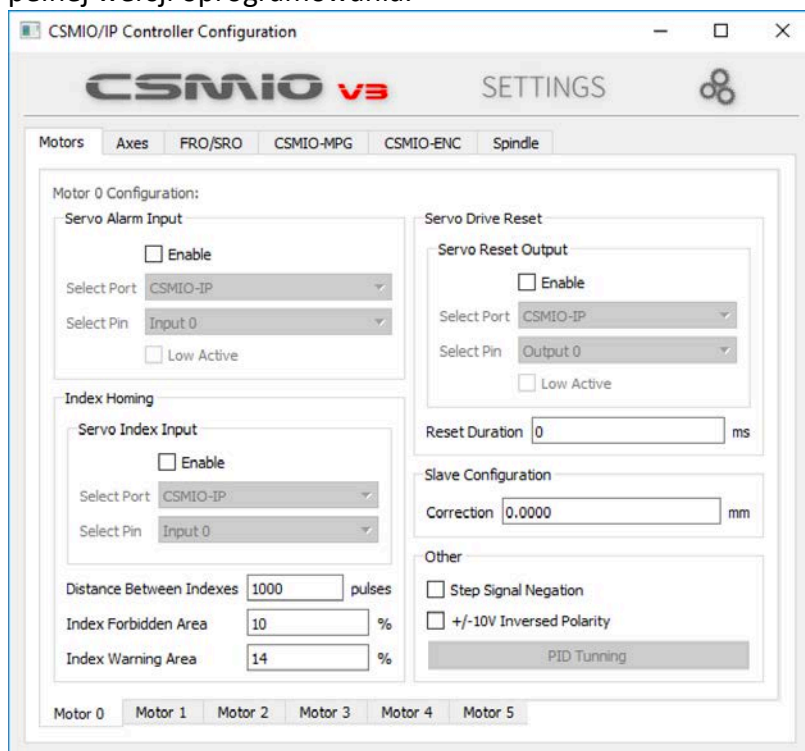 pełnej wersji oprogramowania.
CSMIO/IP Controller Configuration
CSMIO V3 SETTINGS
Motors Axes FRO/SRO CSMIO-MPG CSMIO-ENC Spindle
Motor 0 Configuration:
Servo Alarm Input
Enable
Select Port CSMIO-IP
Select Pin Input 0
Low Active
Index Homing
Servo Index Input
Enable
Select Port CSMIO-IP
Select Pin Input 0
Distance Between Indexes 1000 pulses
Index Forbidden Area 10 %
Index Warning Area 14 %
Servo Drive Reset
Servo Reset Output
Enable
Select Port CSMIO-IP
Select Pin Output 0
Low Active
Reset Duration 0 ms
Slave Configuration
Correction 0.0000 mm
Other
Step Signal Negation
+/-10V Inversed Polarity
PID Tunning
Motor 0 Motor 1 Motor 2 Motor 3 Motor 4 Motor 5